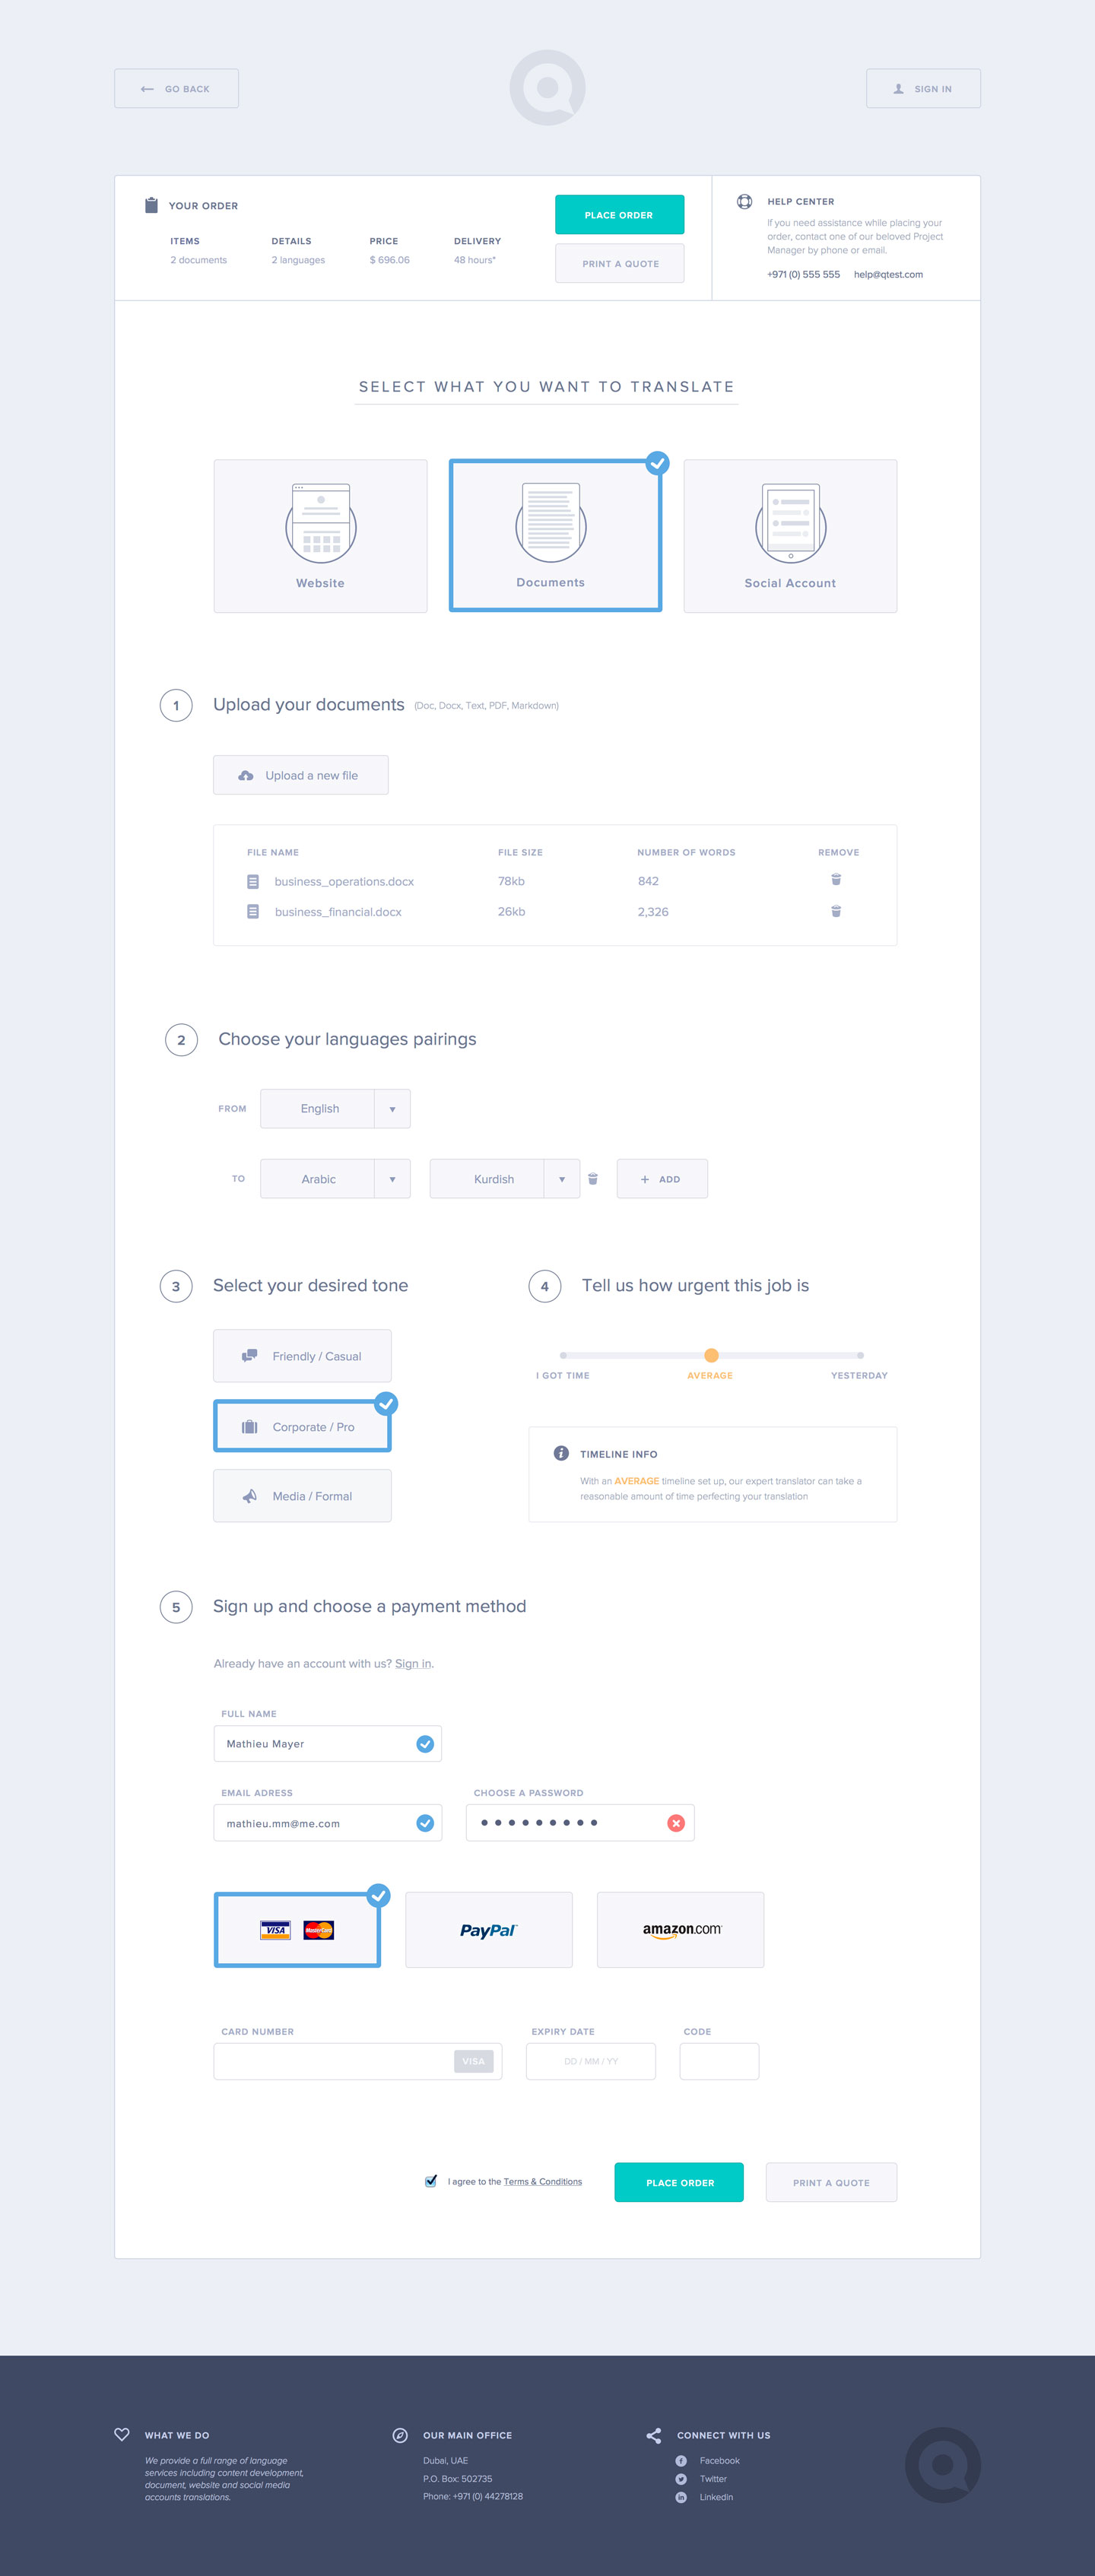 GO BACK
SIGN IN
YOUR ORDER
ITEMS DETAILS PRICE DELIVERY
2 documents 2 languages $ 696.06 48 hours*
PLACE ORDER
PRINT A QUOTE
HELP CENTER
If you need assistance while placing your
order, contact one of our beloved Project
Manager by phone or email.
+971 (0) 555 555 help@qtest.com
SELECT WHAT YOU WANT TO TRANSLATE
Website
Documents
Social Account
1 Upload your documents (Doc, Docx, Text, PDF, Markdown)
Upload a new file
FILE NAME FILE SIZE NUMBER OF WORDS REMOVE
business_operations.docx 78kb 842
business_financial.docx 26kb 2,326
2 Choose your languages pairings
FROM English
TO Arabic Kurdish + ADD
3 Select your desired tone
Friendly / Casual
Corporate / Pro
Media / Formal
4 Tell us how urgent this job is
I GOT TIME AVERAGE YESTERDAY
TIMELINE INFO
With an AVERAGE timeline set up, our expert translator can take a
reasonable amount of time perfecting your translation
5 Sign up and choose a payment method
Already have an account with us? Sign in.
FULL NAME
Mathieu Mayer
EMAIL ADRESS CHOOSE A PASSWORD
mathieu.mm@me.com
VISA MasterCard PayPal amazon.com
CARD NUMBER EXPIRY DATE CODE
VISA DD / MM / YY
I agree to the Terms & Conditions PLACE ORDER PRINT A QUOTE
WHAT WE DO
We provide a full range of language
services including content development,
document, website and social media
accounts translations.
OUR MAIN OFFICE
Dubai, UAE
P.O. Box: 502735
Phone: +971 (0) 44278128
CONNECT WITH US
Facebook
Twitter
Linkedin